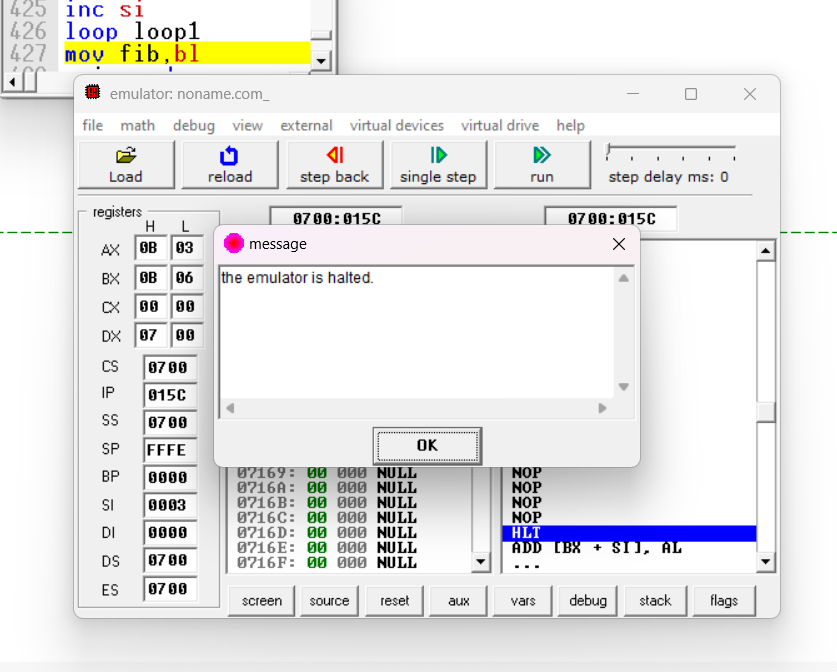 425 inc si
426 loop loop1
427 mov fib,bl
emulator: noname.com_
file math debug view external virtual devices virtual drive help
Load reload step back single step run step delay ms: 0
registers
H L
0700:015C 0700:015C
AX 0B 03
BX 0B 06
CX 00 00
DX 07 00
CS 0700
IP 015C
SS 0700
SP FFFE
BP 0000
SI 0003
DI 0000
DS 0700
ES 0700
message
the emulator is halted.
OK
07169: 00 000 NULL
0716A: 00 000 NULL
0716B: 00 000 NULL
0716C: 00 000 NULL
0716D: 00 000 NULL
0716E: 00 000 NULL
0716F: 00 000 NULL
NOP
NOP
NOP
NOP
HLT
ADD [BX + SI], AL
...
screen source reset aux vars debug stack flags